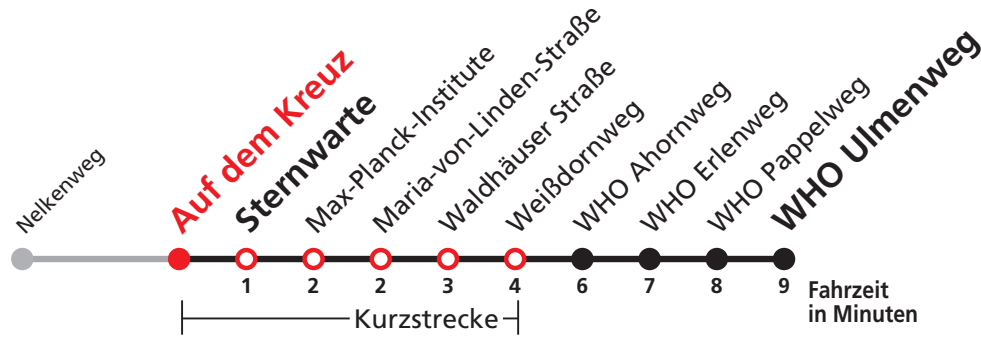 Nelkenweg
Auf dem Kreuz
Sternwarte
Max-Planck-Institute
Maria-von-Linden-Straße
Waldhäuser Straße
Weißdornweg
WHO Ahornweg
WHO Erlenweg
WHO Pappelweg
WHO Ulmenweg
1 2 2 3 4 6 7 8 9
Fahrzeit
in Minuten
Kurzstrecke